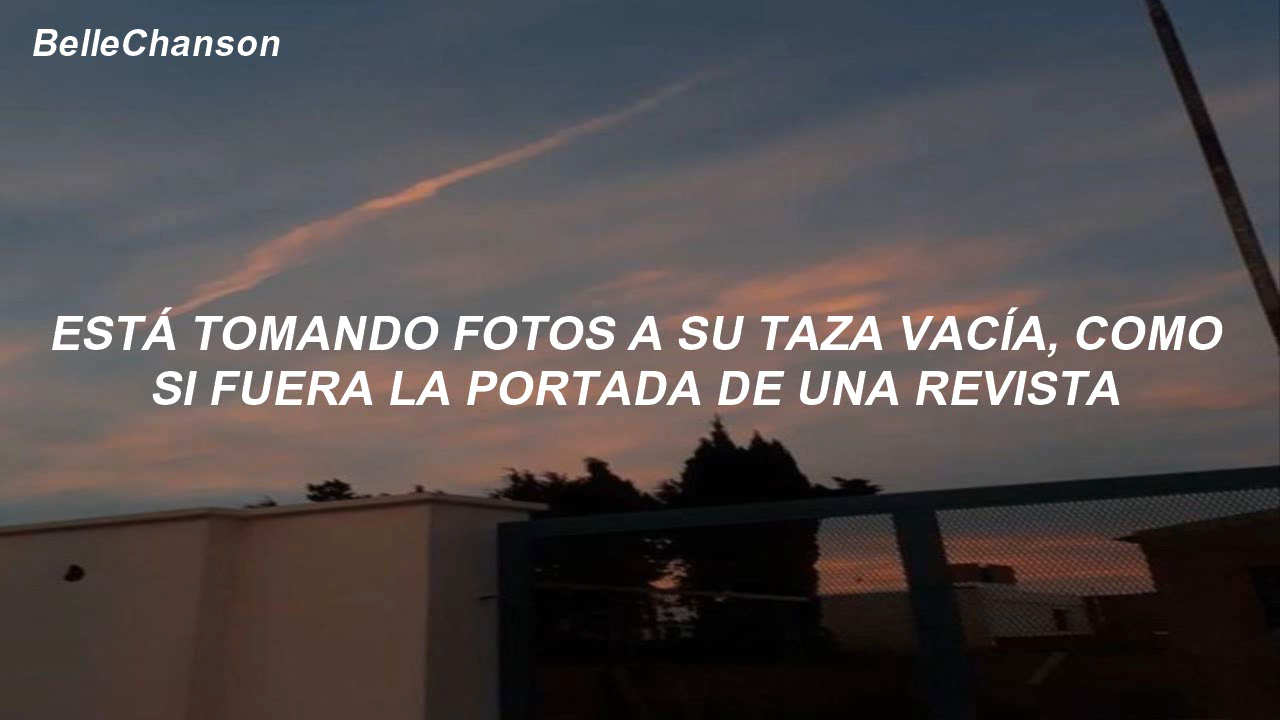 BelleChanson
ESTÁ TOMANDO FOTOS A SU TAZA VACÍA, COMO
SI FUERA LA PORTADA DE UNA REVISTA